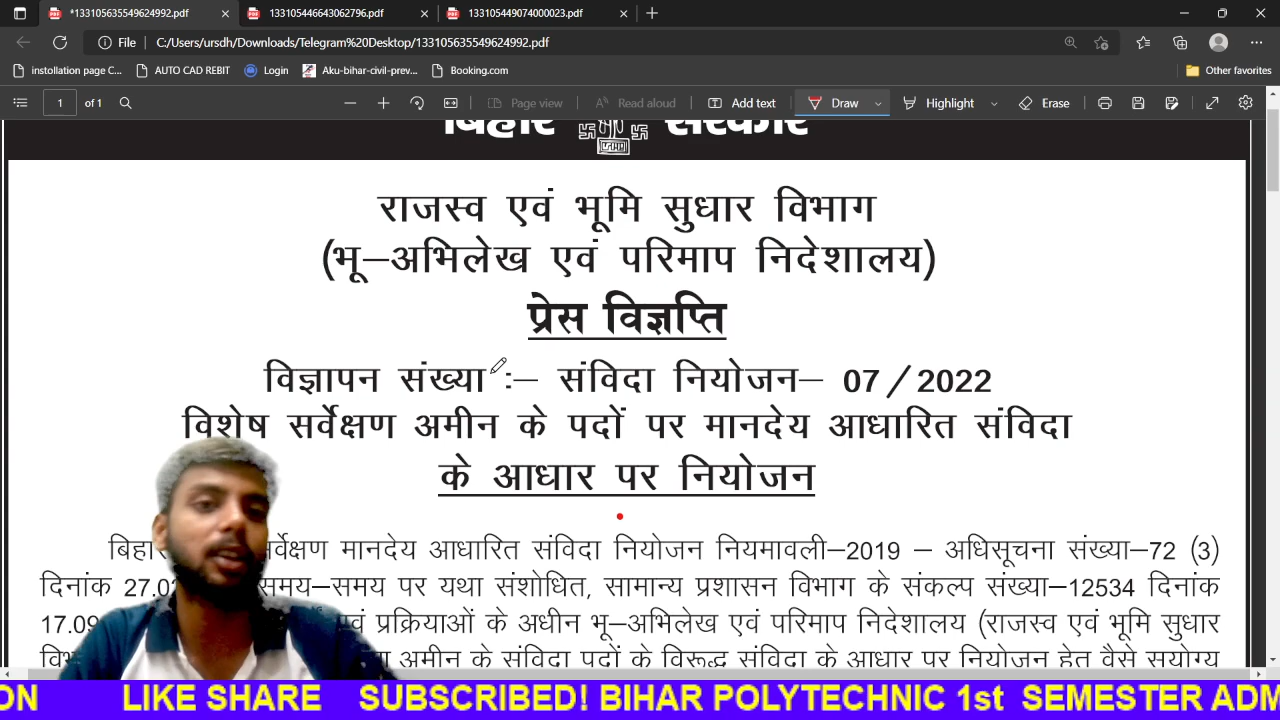 *133105635549624992.pdf
133105446643062796.pdf
133105449074000023.pdf
File C:/Users/ursdh/Downloads/Telegram%20Desktop/133105635549624992.pdf
instollation page C...
AUTO CAD REBIT
Login
Aku-bihar-civil-prev...
Booking.com
Other favorites
1 of 1
Page view
Read aloud
Add text
Draw
Highlight
Erase
बिहार सरकार
राजस्व एवं भूमि सुधार विभाग
(भू–अभिलेख एवं परिमाप निदेशालय)
प्रेस विज्ञप्ति
विज्ञापन संख्या :– संविदा नियोजन– 07/2022
विशेष सर्वेक्षण अमीन के पदों पर मानदेय आधारित संविदा
के आधार पर नियोजन
सर्वेक्षण मानदेय आधारित संविदा नियोजन नियमावली–2019 – अधिसूचना संख्या–72 (3)
दिनांक समय–समय पर यथा संशोधित, सामान्य प्रशासन विभाग के संकल्प संख्या–12534 दिनांक
17.09 एवं प्रक्रियाओं के अधीन भू–अभिलेख एवं परिमाप निदेशालय (राजस्व एवं भूमि सुधार
अमीन के संविदा पदों के विरूद्ध संविदा के आधार पर नियोजन हेतु वैसे सुयोग्य
ON LIKE SHARE SUBSCRIBED! BIHAR POLYTECHNIC 1st SEMESTER ADM